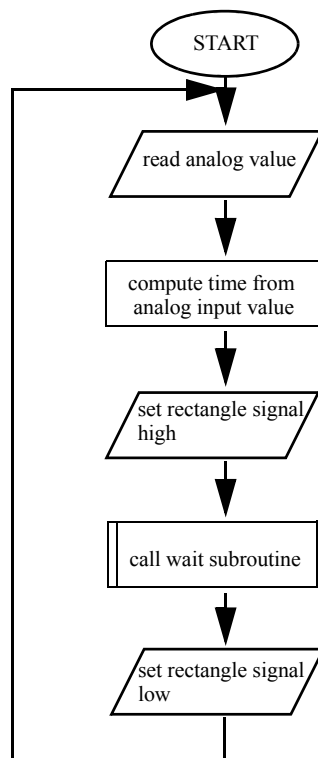 START
read analog value
compute time from
analog input value
set rectangle signal
high
call wait subroutine
set rectangle signal
low